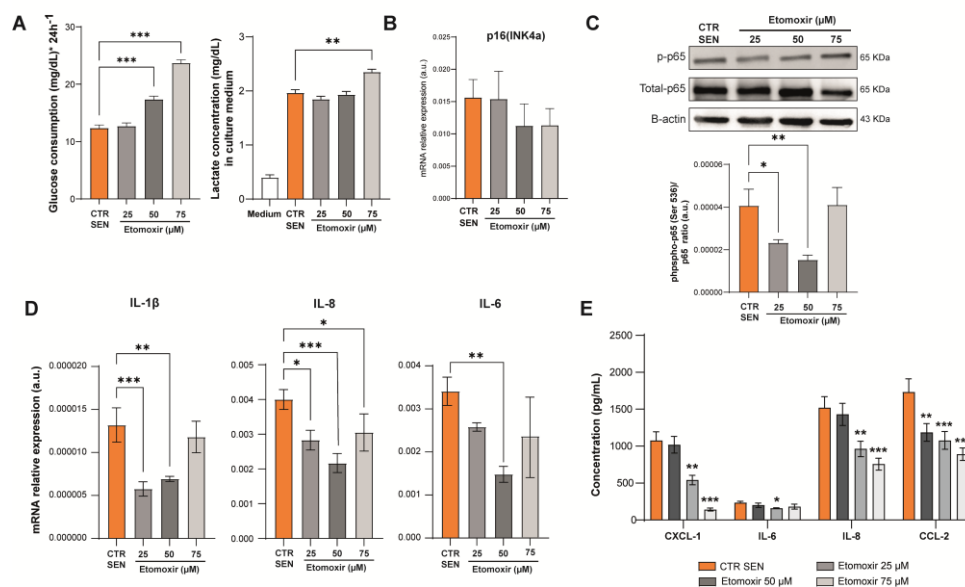 A
Glucose consumption (mg/dL)* 24h⁻¹
30
20
10
0
***
***
CTR
SEN
25 50 75
Etomoxir (μM)
Lactate concentration (mg/dL)
in culture medium
3
2
1
0
**
Medium CTR
SEN
25 50 75
Etomoxir (μM)
B
p16(INK4a)
mRNA relative expression (a.u.)
0.020
0.015
0.010
0.005
0.000
CTR
SEN
25 50 75
Etomoxir (μM)
C
CTR
SEN
Etomoxir (μM)
25 50 75
p-p65 65 KDa
Total-p65 65 KDa
B-actin 43 KDa
phpspho-p65 (Ser 536)/
p65 ratio (a.u.)
0.00006
0.00004
0.00002
0.00000
**
*
CTR
SEN
25 50 75
Etomoxir (μM)
D
mRNA relative expression (a.u.)
IL-1β
0.000020
0.000015
0.000010
0.000005
0.000000
**
***
CTR
SEN
25 50 75
Etomoxir (μM)
IL-8
0.005
0.004
0.003
0.002
0.001
0.000
*
***
*
CTR
SEN
25 50 75
Etomoxir (μM)
IL-6
0.004
0.003
0.002
0.001
0.000
**
CTR
SEN
25 50 75
Etomoxir (μM)
E
Concentration (pg/mL)
2500
2000
1500
1000
500
0
** *** * ** *** ** *** **
CXCL-1 IL-6 IL-8 CCL-2
CTR SEN Etomoxir 25 μM
Etomoxir 50 μM Etomoxir 75 μM